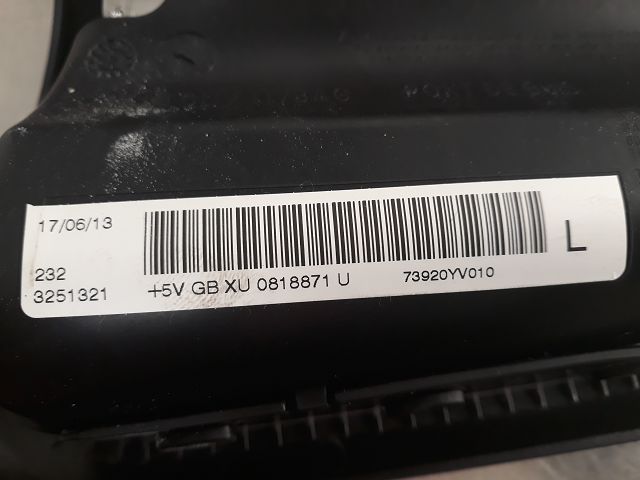 17/06/13
232
3251321
+5V GB XU 0818871 U
73920YV010
L